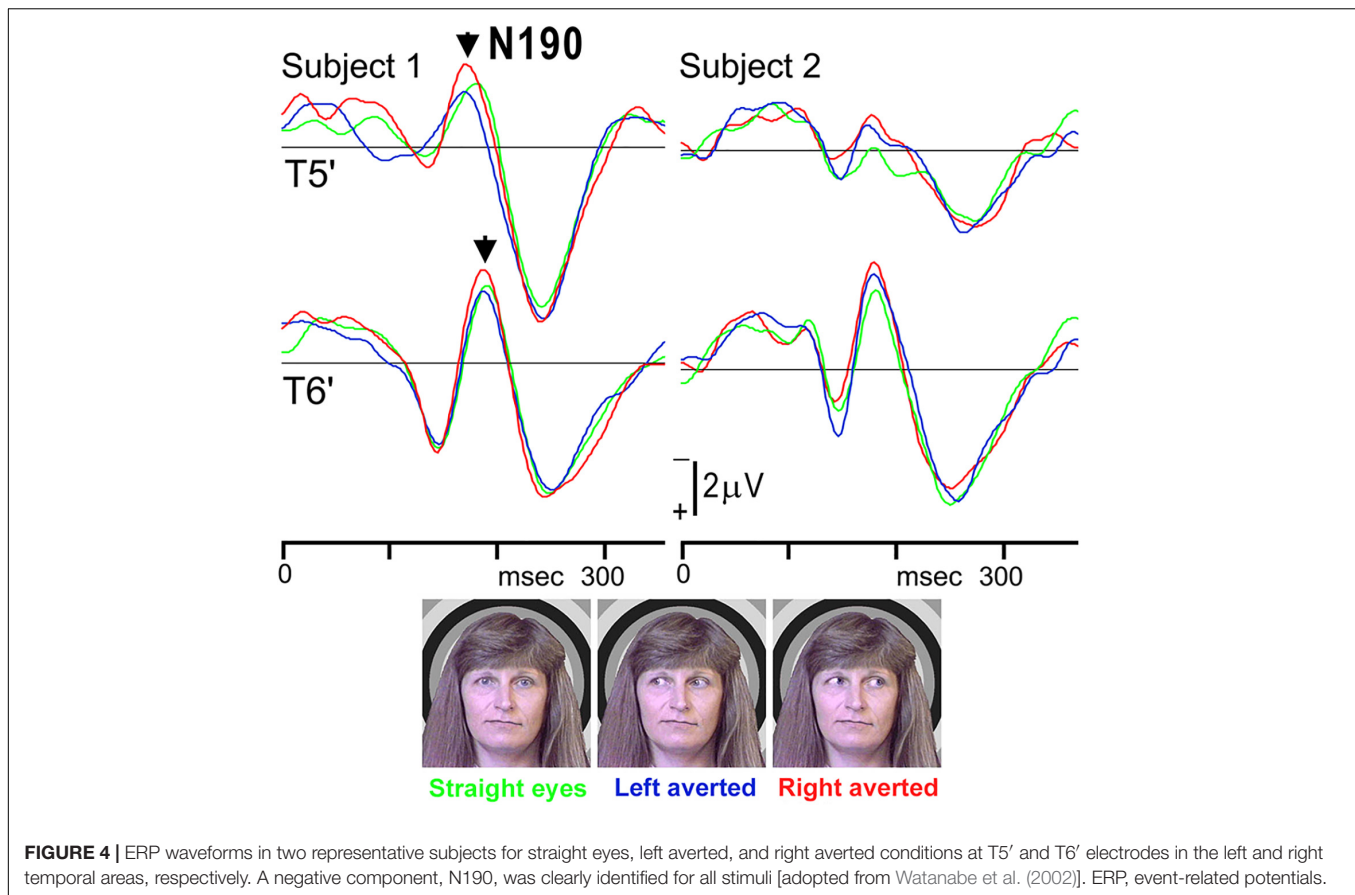 N190
Subject 1
Subject 2
T5'
T6'
−
2μV
+
0 msec 300
0 msec 300
Straight eyes Left averted Right averted
FIGURE 4 | ERP waveforms in two representative subjects for straight eyes, left averted, and right averted conditions at T5′ and T6′ electrodes in the left and right
temporal areas, respectively. A negative component, N190, was clearly identified for all stimuli [adopted from Watanabe et al. (2002)]. ERP, event-related potentials.